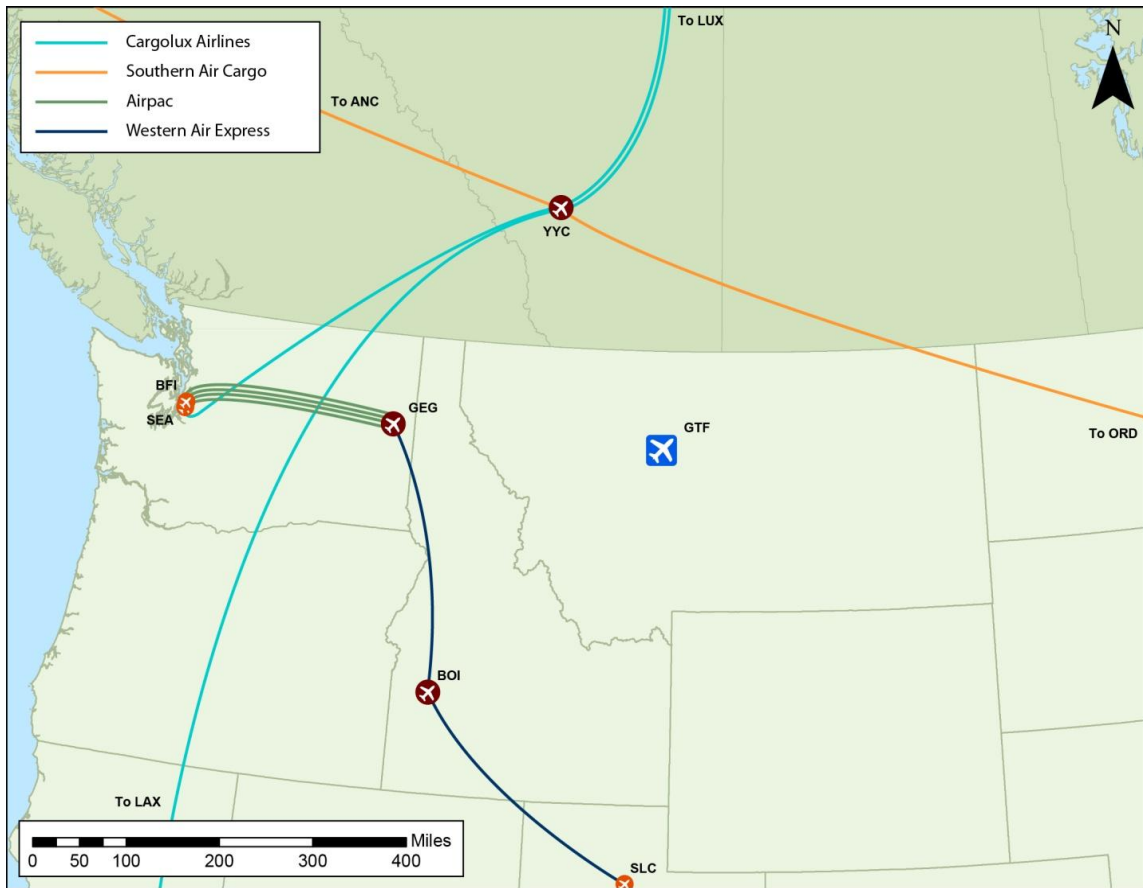 To LUX
N
Cargolux Airlines
Southern Air Cargo
Airpac
Western Air Express
To ANC
YYC
BFI
SEA
GEG
GTF
To ORD
BOI
To LAX
Miles
0 50 100 200 300 400
SLC